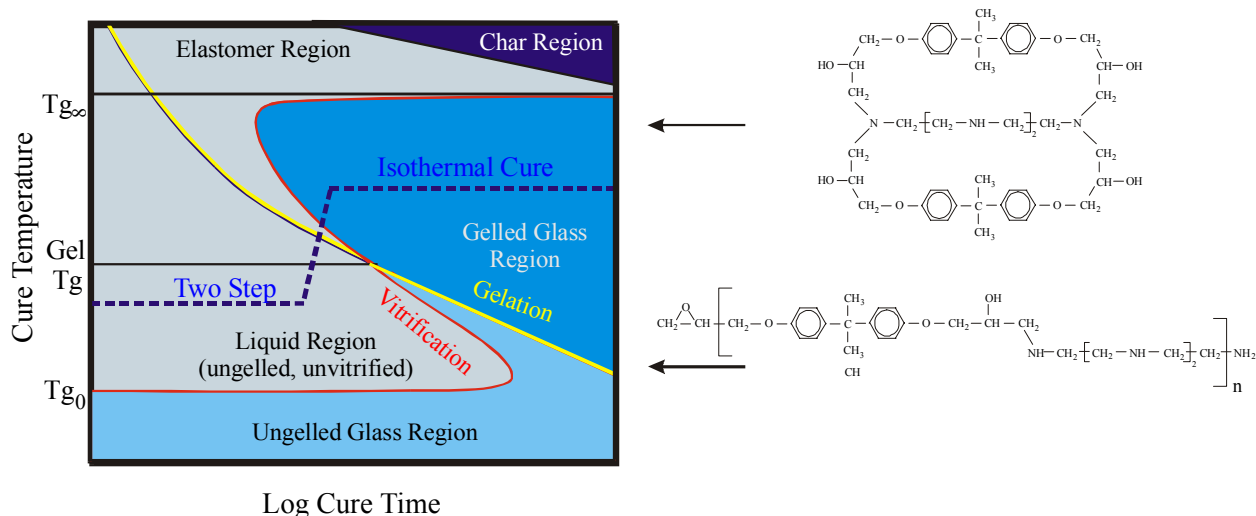 Elastomer Region
Char Region
Tg∞
Isothermal Cure
Gelled Glass
Region
Gel
Tg
Two Step
Gelation
Vitrification
Liquid Region
(ungelled, unvitrified)
Tg0
Ungelled Glass Region
Cure Temperature
Log Cure Time
CH3
CH2—O
C
O—CH2
CH3
HO—CH
CH—OH
CH2
CH2
N—CH2—[CH2—NH—CH2]2—CH2—N
CH2
CH2
HO—CH
CH—OH
CH3
CH2—O
C
O—CH2
CH3
O
CH2—CH
CH2—O
CH3
C
CH3
CH
O—CH2
OH
CH
CH2
NH—CH2—[CH2—NH—CH2]2—CH2
NH2
n